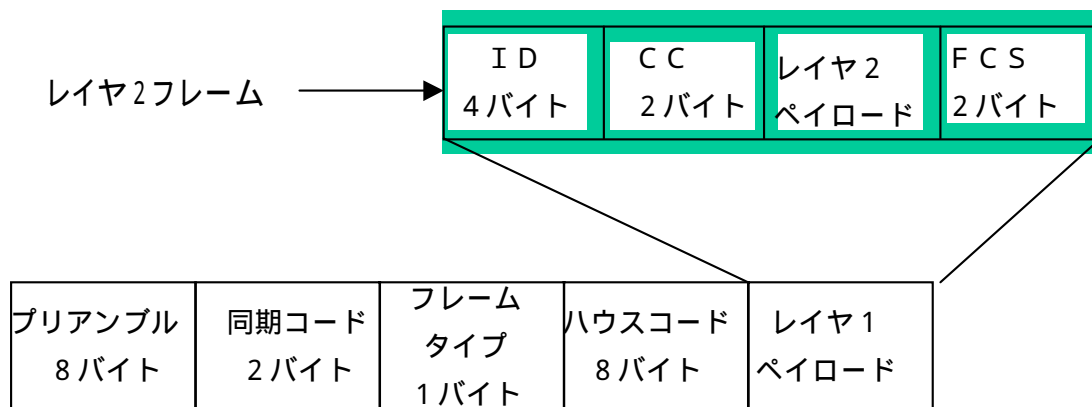 ＩＤ
4バイト
ＣＣ
2バイト
レイヤ2
ペイロード
ＦＣＳ
2バイト
レイヤ2フレーム
プリアンブル
8バイト
同期コード
2バイト
フレーム
タイプ
1バイト
ハウスコード
8バイト
レイヤ1
ペイロード